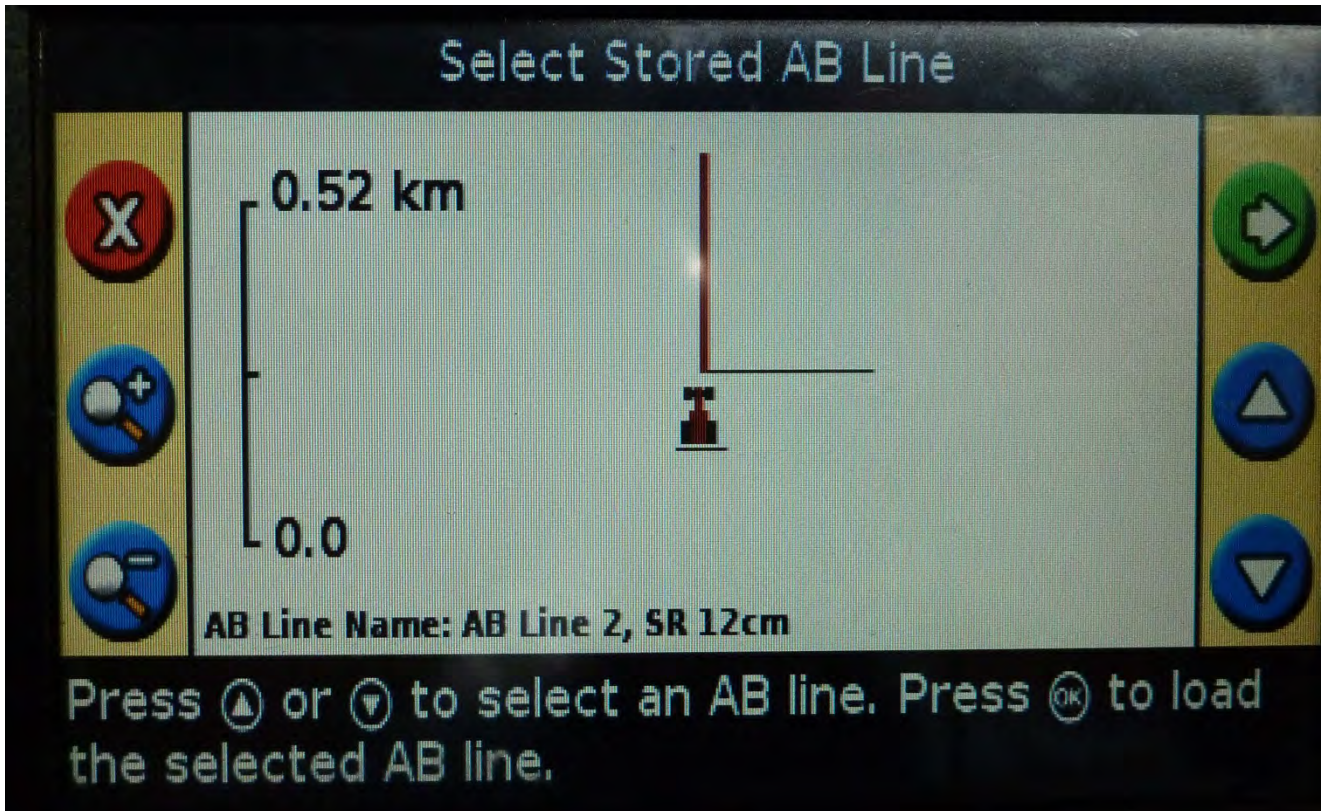 Select Stored AB Line
X
0.52 km
0.0
AB Line Name: AB Line 2, SR 12cm
Press or to select an AB line. Press OK to load
the selected AB line.